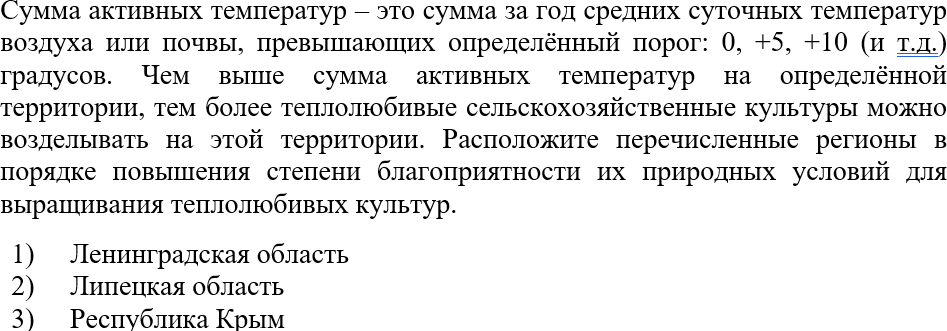 Сумма активных температур – это сумма за год средних суточных температур
воздуха или почвы, превышающих определённый порог: 0, +5, +10 (и т.д.)
градусов. Чем выше сумма активных температур на определённой
территории, тем более теплолюбивые сельскохозяйственные культуры можно
возделывать на этой территории. Расположите перечисленные регионы в
порядке повышения степени благоприятности их природных условий для
выращивания теплолюбивых культур.
1) Ленинградская область
2) Липецкая область
3) Республика Крым